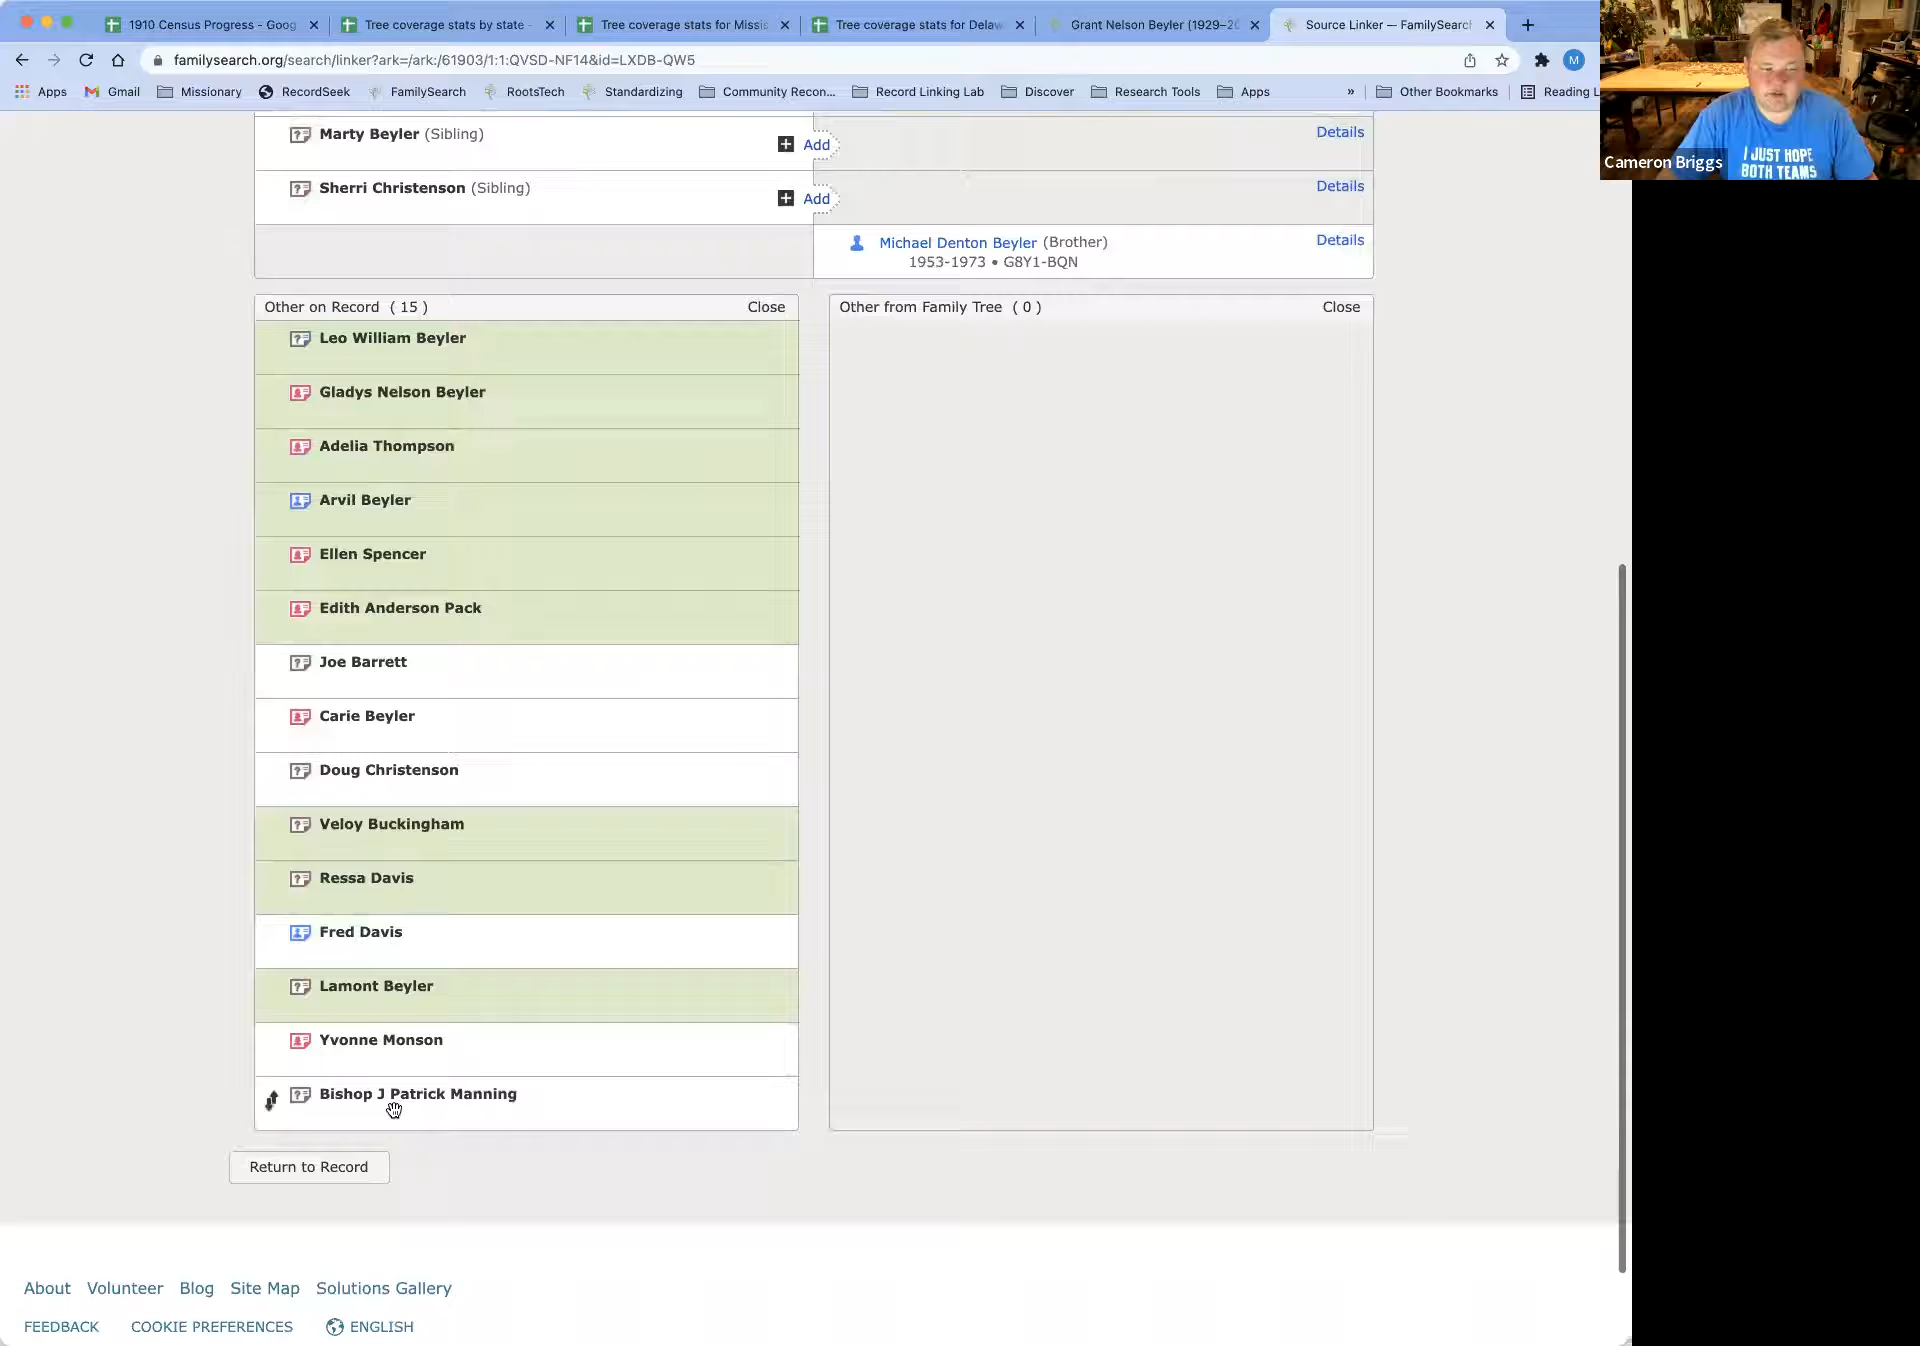 1910 Census Progress - Goog
Tree coverage stats by state -
Tree coverage stats for Missis
Tree coverage stats for Delaw
Grant Nelson Beyler (1929–20
Source Linker — FamilySearch
familysearch.org/search/linker?ark=/ark:/61903/1:1:QVSD-NF14&id=LXDB-QW5
M
Apps
Gmail
Missionary
RecordSeek
FamilySearch
RootsTech
Standardizing
Community Recon...
Record Linking Lab
Discover
Research Tools
Apps
»
Other Bookmarks
Reading L
Cameron Briggs
I JUST HOPE
BOTH TEAMS
Marty Beyler (Sibling)
Add
Details
Sherri Christenson (Sibling)
Add
Details
Michael Denton Beyler (Brother)
1953-1973 • G8Y1-BQN
Details
Other on Record ( 15 )
Close
Other from Family Tree ( 0 )
Close
Leo William Beyler
Gladys Nelson Beyler
Adelia Thompson
Arvil Beyler
Ellen Spencer
Edith Anderson Pack
Joe Barrett
Carie Beyler
Doug Christenson
Veloy Buckingham
Ressa Davis
Fred Davis
Lamont Beyler
Yvonne Monson
Bishop J Patrick Manning
Return to Record
About
Volunteer
Blog
Site Map
Solutions Gallery
FEEDBACK
COOKIE PREFERENCES
ENGLISH